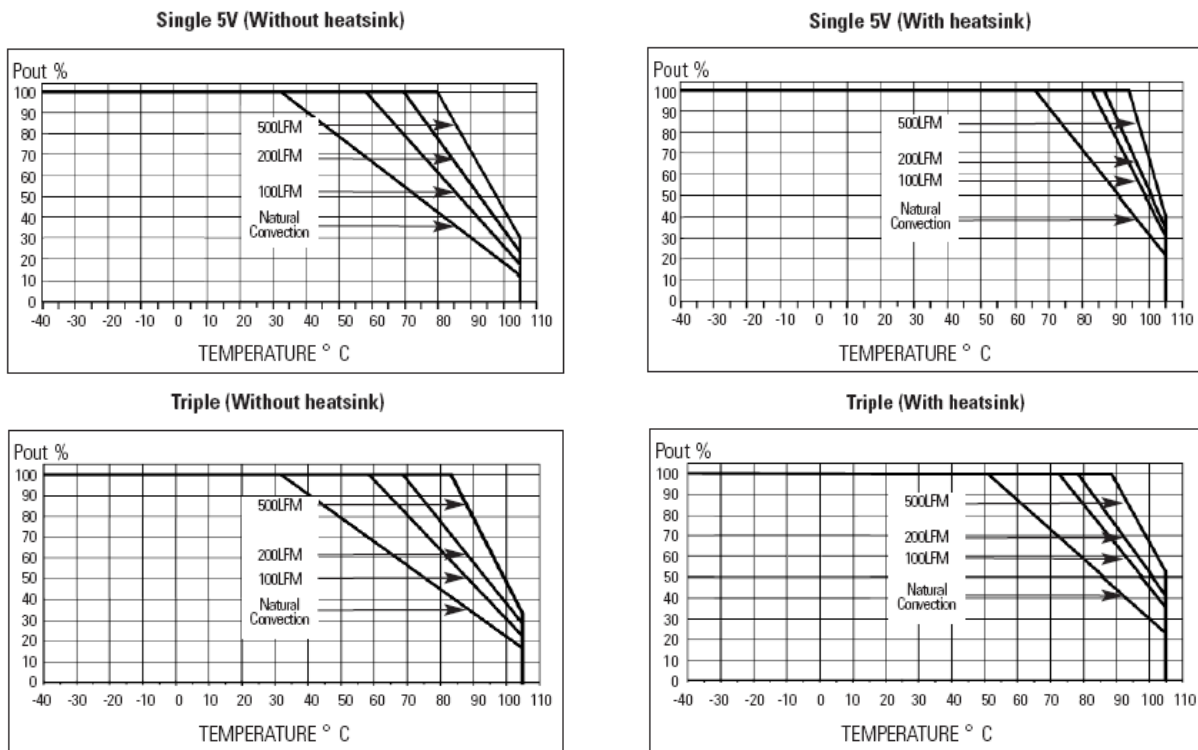 Single 5V (Without heatsink)
Pout %
100
90
80
70
60
50
40
30
20
10
0
500LFM
200LFM
100LFM
Natural
Convection
-40 -30 -20 -10 0 10 20 30 40 50 60 70 80 90 100 110
TEMPERATURE ° C
Single 5V (With heatsink)
Pout %
100
90
80
70
60
50
40
30
20
10
0
500LFM
200LFM
100LFM
Natural
Convection
-40 -30 -20 -10 0 10 20 30 40 50 60 70 80 90 100 110
TEMPERATURE ° C
Triple (Without heatsink)
Pout %
100
90
80
70
60
50
40
30
20
10
0
500LFM
200LFM
100LFM
Natural
Convection
-40 -30 -20 -10 0 10 20 30 40 50 60 70 80 90 100 110
TEMPERATURE ° C
Triple (With heatsink)
Pout %
100
90
80
70
60
50
40
30
20
10
0
500LFM
200LFM
100LFM
Natural
Convection
-40 -30 -20 -10 0 10 20 30 40 50 60 70 80 90 100 110
TEMPERATURE ° C